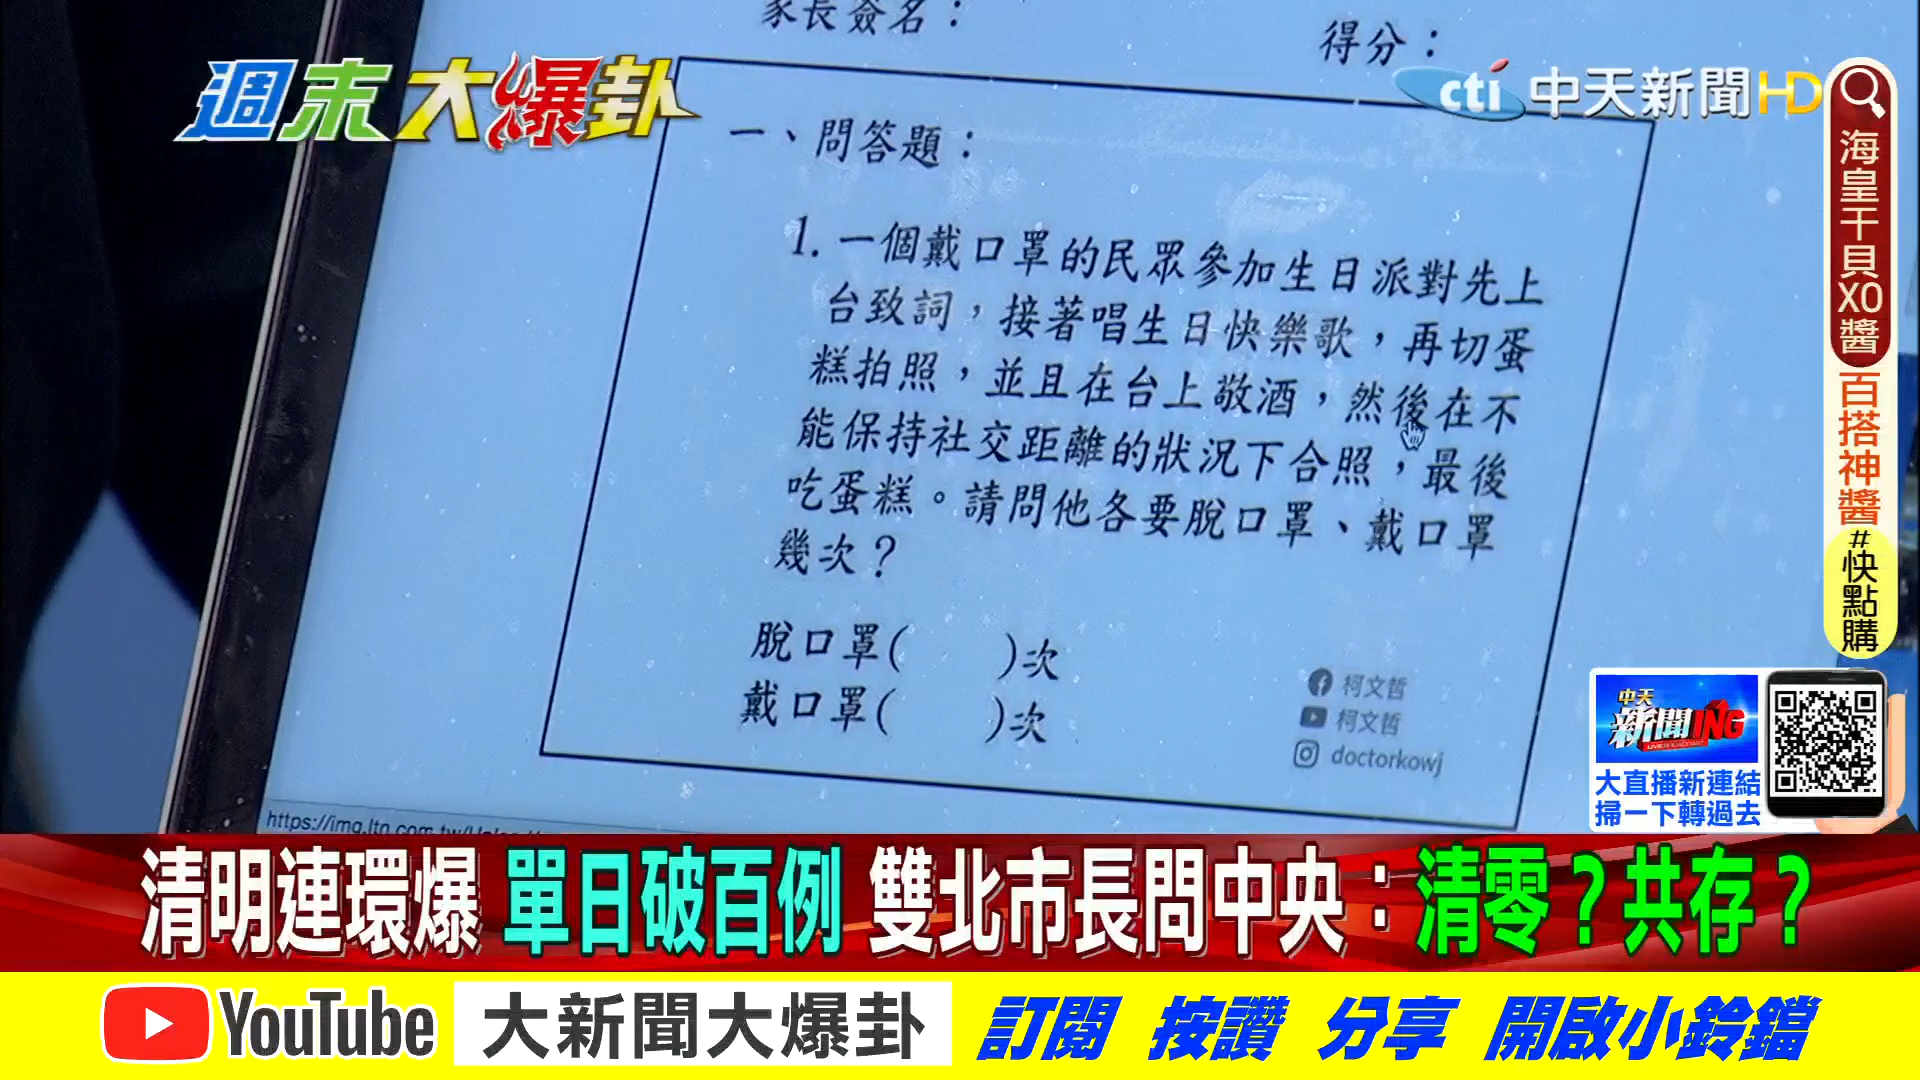 家長簽名：
得分：
週末大爆卦
cti 中天新聞HD
一、問答題：
1. 一個戴口罩的民眾參加生日派對先上
台致詞，接著唱生日快樂歌，再切蛋
糕拍照，並且在台上敬酒，然後在不
能保持社交距離的狀況下合照，最後
吃蛋糕。請問他各要脫口罩、戴口罩
幾次？
脫口罩( )次
戴口罩( )次
柯文哲
柯文哲
doctorkowj
https://img.ltn.com.tw/Upload
海皇干貝XO醬
百搭神醬
#快點購
中天
新聞ING
大直播新連結
掃一下轉過去
清明連環爆 單日破百例 雙北市長問中央：清零？共存？
YouTube 大新聞大爆卦 訂閱 按讚 分享 開啟小鈴鐺